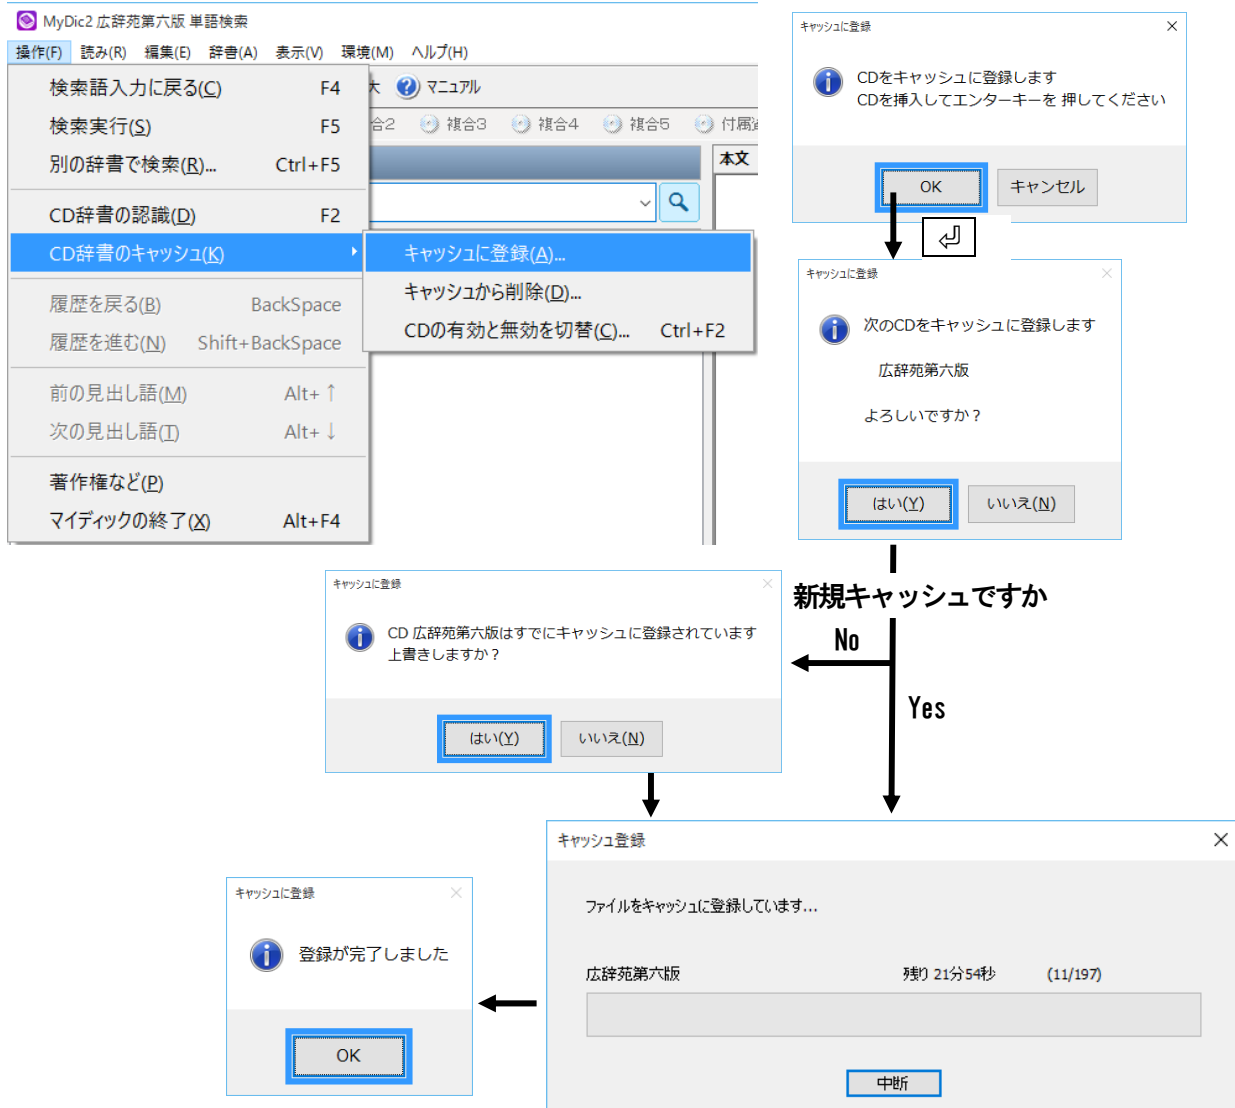 MyDic2 広辞苑第六版 単語検索
操作(F) 読み(R) 編集(E) 辞書(A) 表示(V) 環境(M) ヘルプ(H)
検索語入力に戻る(C) F4
大 マニュアル
検索実行(S) F5
合2 複合3 複合4 複合5 付属
別の辞書で検索(R)... Ctrl+F5
本文
CD辞書の認識(D) F2
CD辞書のキャッシュ(K)
キャッシュに登録(A)...
キャッシュから削除(D)...
CDの有効と無効を切替(C)... Ctrl+F2
履歴を戻る(B) BackSpace
履歴を進む(N) Shift+BackSpace
前の見出し語(M) Alt+↑
次の見出し語(T) Alt+↓
著作権など(P)
マイディックの終了(X) Alt+F4
キャッシュに登録
CDをキャッシュに登録します
CDを挿入してエンターキーを 押してください
OK キャンセル
キャッシュに登録
次のCDをキャッシュに登録します
広辞苑第六版
よろしいですか？
はい(Y) いいえ(N)
新規キャッシュですか
No
Yes
キャッシュに登録
CD 広辞苑第六版はすでにキャッシュに登録されています
上書きしますか？
はい(Y) いいえ(N)
キャッシュ登録
ファイルをキャッシュに登録しています...
広辞苑第六版 残り 21分54秒 (11/197)
中断
キャッシュに登録
登録が完了しました
OK